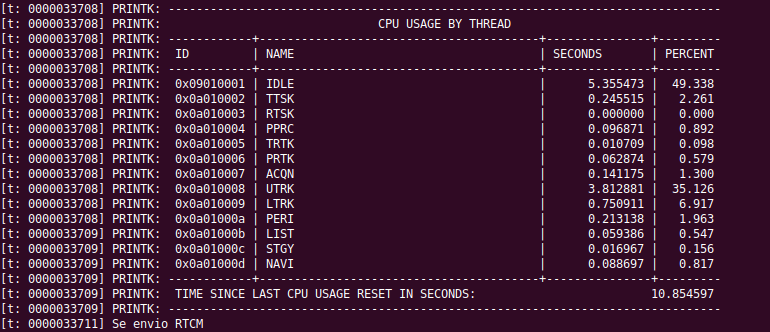 [t: 0000033708] PRINTK: -------------------------------------------------------------------------------
[t: 0000033708] PRINTK:                               CPU USAGE BY THREAD
[t: 0000033708] PRINTK: ------------+----------------------------------------+---------------+---------
[t: 0000033708] PRINTK: ID          | NAME                                   | SECONDS       | PERCENT
[t: 0000033708] PRINTK: ------------+----------------------------------------+---------------+---------
[t: 0000033708] PRINTK: 0x09010001 | IDLE                                    |      5.355473 |  49.338
[t: 0000033708] PRINTK: 0x0a010002 | TTSK                                    |      0.245515 |   2.261
[t: 0000033708] PRINTK: 0x0a010003 | RTSK                                    |      0.000000 |   0.000
[t: 0000033708] PRINTK: 0x0a010004 | PPRC                                    |      0.096871 |   0.892
[t: 0000033708] PRINTK: 0x0a010005 | TRTK                                    |      0.010709 |   0.098
[t: 0000033708] PRINTK: 0x0a010006 | PRTK                                    |      0.062874 |   0.579
[t: 0000033708] PRINTK: 0x0a010007 | ACQN                                    |      0.141175 |   1.300
[t: 0000033708] PRINTK: 0x0a010008 | UTRK                                    |      3.812881 |  35.126
[t: 0000033708] PRINTK: 0x0a010009 | LTRK                                    |      0.750911 |   6.917
[t: 0000033708] PRINTK: 0x0a01000a | PERI                                    |      0.213138 |   1.963
[t: 0000033709] PRINTK: 0x0a01000b | LIST                                    |      0.059386 |   0.547
[t: 0000033709] PRINTK: 0x0a01000c | STGY                                    |      0.016967 |   0.156
[t: 0000033709] PRINTK: 0x0a01000d | NAVI                                    |      0.088697 |   0.817
[t: 0000033709] PRINTK: ------------+----------------------------------------+---------------+---------
[t: 0000033709] PRINTK: TIME SINCE LAST CPU USAGE RESET IN SECONDS:                         10.854597
[t: 0000033709] PRINTK: -------------------------------------------------------------------------------
[t: 0000033711] Se envio RTCM